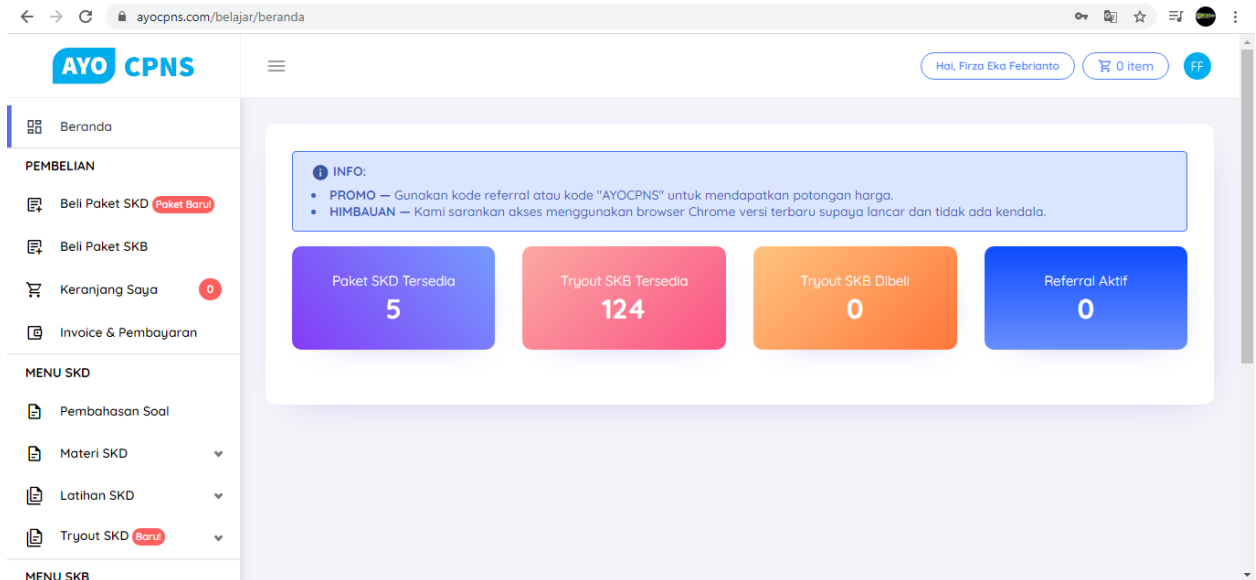 ayocpns.com/belajar/beranda
AYO CPNS
Hai, Firza Eka Febrianto
0 item
FF
Beranda
PEMBELIAN
Beli Paket SKD Paket Baru!
Beli Paket SKB
Keranjang Saya 0
Invoice & Pembayaran
MENU SKD
Pembahasan Soal
Materi SKD
Latihan SKD
Tryout SKD Baru!
MENU SKB
INFO:
PROMO — Gunakan kode referral atau kode "AYOCPNS" untuk mendapatkan potongan harga.
HIMBAUAN — Kami sarankan akses menggunakan browser Chrome versi terbaru supaya lancar dan tidak ada kendala.
Paket SKD Tersedia
5
Tryout SKB Tersedia
124
Tryout SKB Dibeli
0
Referral Aktif
0